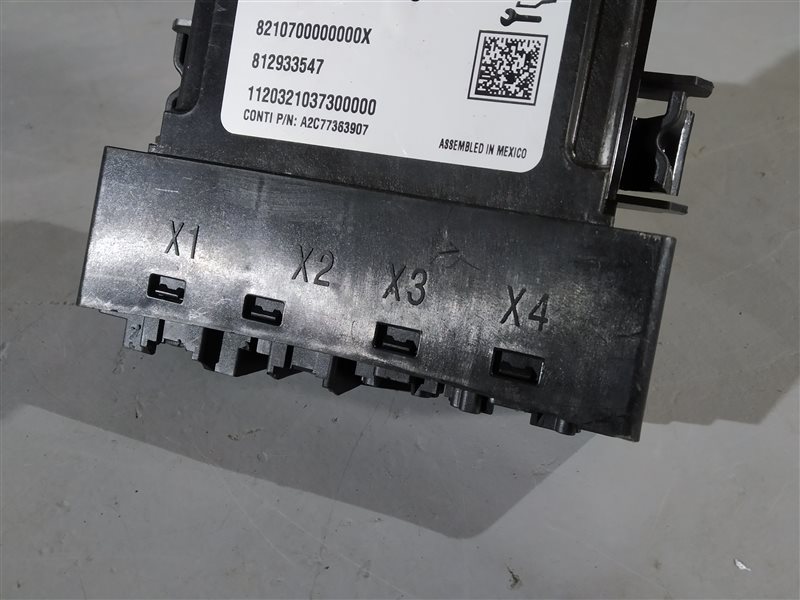 8210700000000X
812933547
1120321037300000
CONTI P/N: A2C77363907
ASSEMBLED IN MEXICO
X1
X2
X3
X4